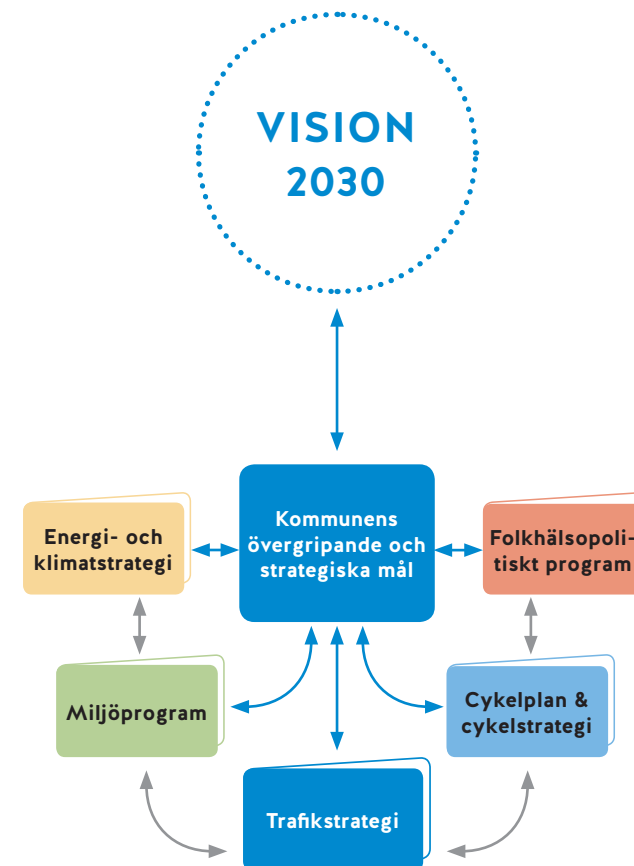 VISION
2030
Kommunens
övergripande och
strategiska mål
Energi- och
klimatstrategi
Folkhälsopoli-
tiskt program
Miljöprogram
Cykelplan &
cykelstrategi
Trafikstrategi